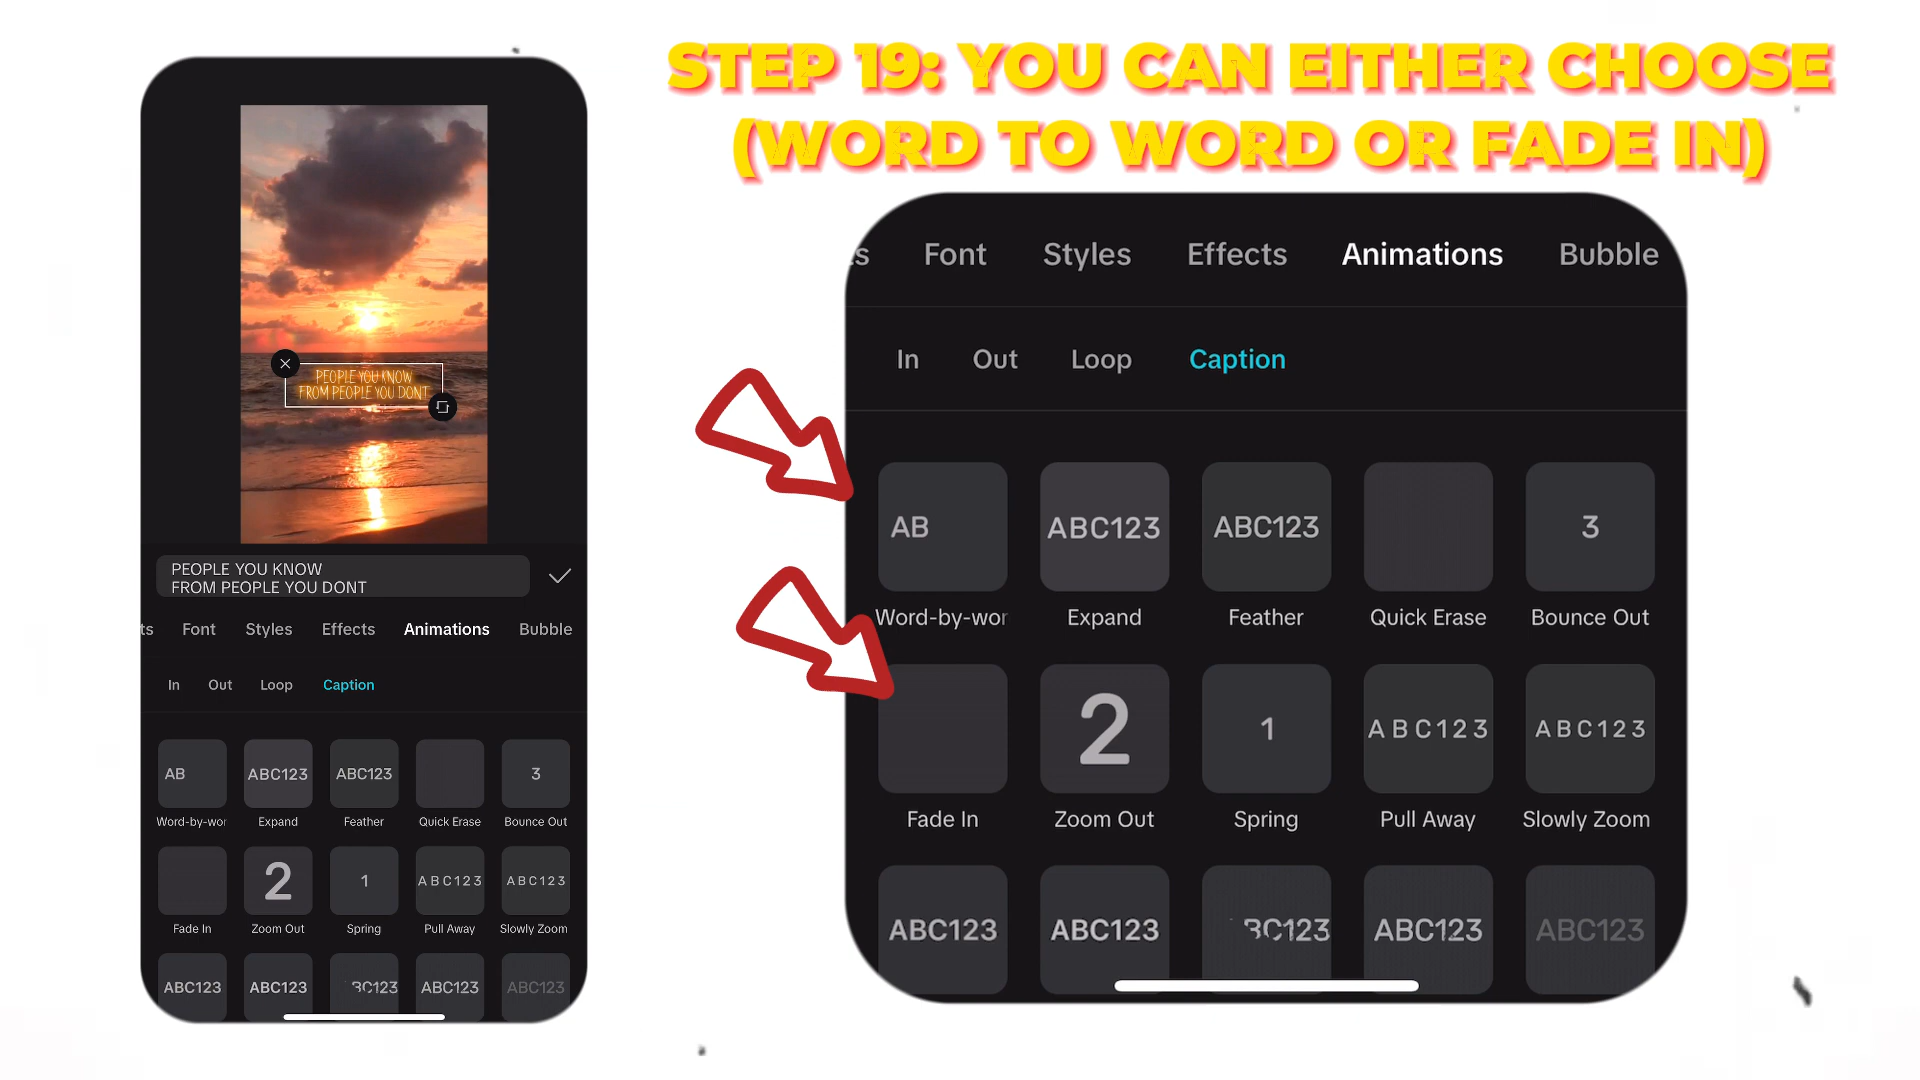 STEP 19: YOU CAN EITHER CHOOSE
(WORD TO WORD OR FADE IN)
PEOPLE YOU KNOW
FROM PEOPLE YOU DONT
PEOPLE YOU KNOW
FROM PEOPLE YOU DONT
ts Font Styles Effects Animations Bubble
In Out Loop Caption
AB ABC123 ABC123 3
Word-by-wor Expand Feather Quick Erase Bounce Out
2 1 ABC123 ABC123
Fade In Zoom Out Spring Pull Away Slowly Zoom
ABC123 ABC123 3C123 ABC123 ABC123
ts Font Styles Effects Animations Bubble
In Out Loop Caption
AB ABC123 ABC123 3
Word-by-wor Expand Feather Quick Erase Bounce Out
2 1 ABC123 ABC123
Fade In Zoom Out Spring Pull Away Slowly Zoom
ABC123 ABC123 BC123 ABC123 ABC123